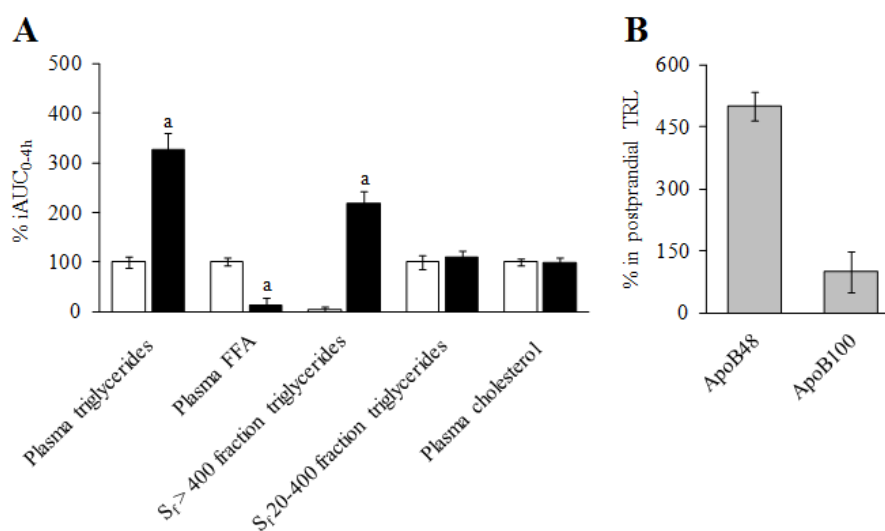 A
% iAUC0-4h
500
400
300
200
100
0
a
a
a
Plasma triglycerides
Plasma FFA
Sf > 400 fraction triglycerides
Sf 20-400 fraction triglycerides
Plasma cholesterol
B
% in postprandial TRL
600
450
300
150
0
ApoB48
ApoB100